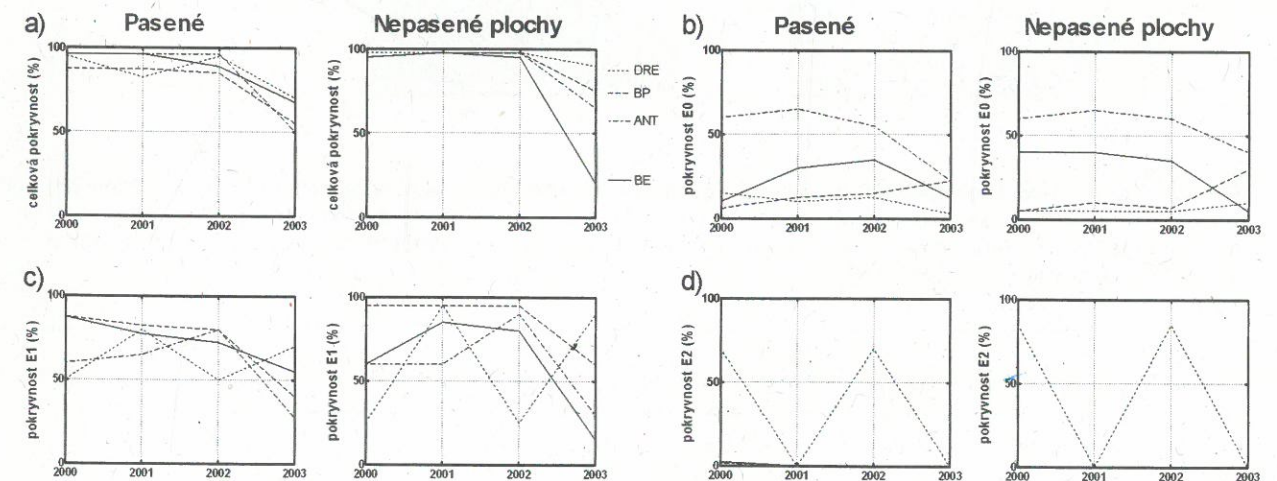 a) Pasené Nepasené plochy
celková pokryvnost (%)
100
50
0
2000 2001 2002 2003
celková pokryvnost (%)
100
50
0
2000 2001 2002 2003
DRE
BP
ANT
BE
b) Pasené Nepasené plochy
pokryvnost E0 (%)
100
50
0
2000 2001 2002 2003
pokryvnost E0 (%)
100
50
0
2000 2001 2002 2003
c)
pokryvnost E1 (%)
100
50
0
2000 2001 2002 2003
pokryvnost E1 (%)
100
50
0
2000 2001 2002 2003
d)
pokryvnost E2 (%)
100
50
0
2000 2001 2002 2003
pokryvnost E2 (%)
100
50
0
2000 2001 2002 2003